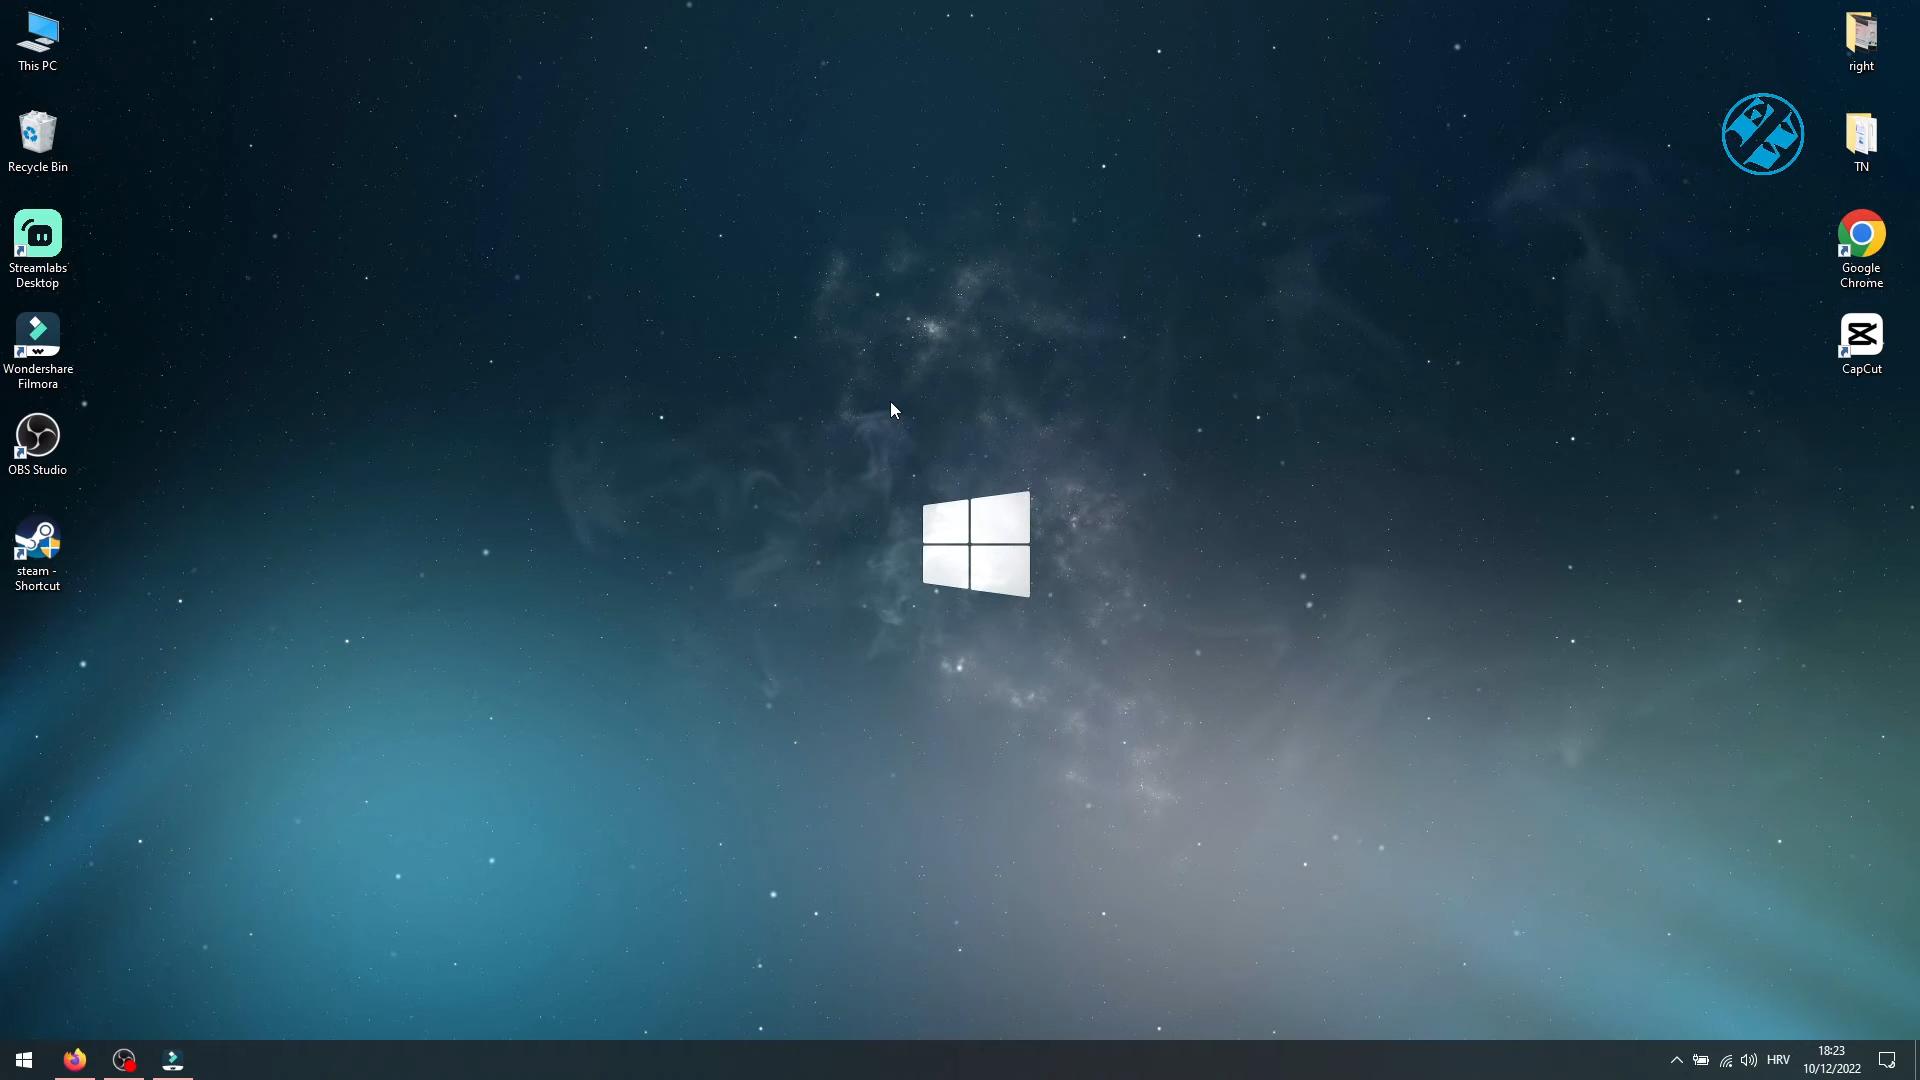 This PC
Recycle Bin
Streamlabs
Desktop
Wondershare
Filmora
OBS Studio
steam -
Shortcut
right
TN
Google
Chrome
CapCut
HRV
18:23
10/12/2022